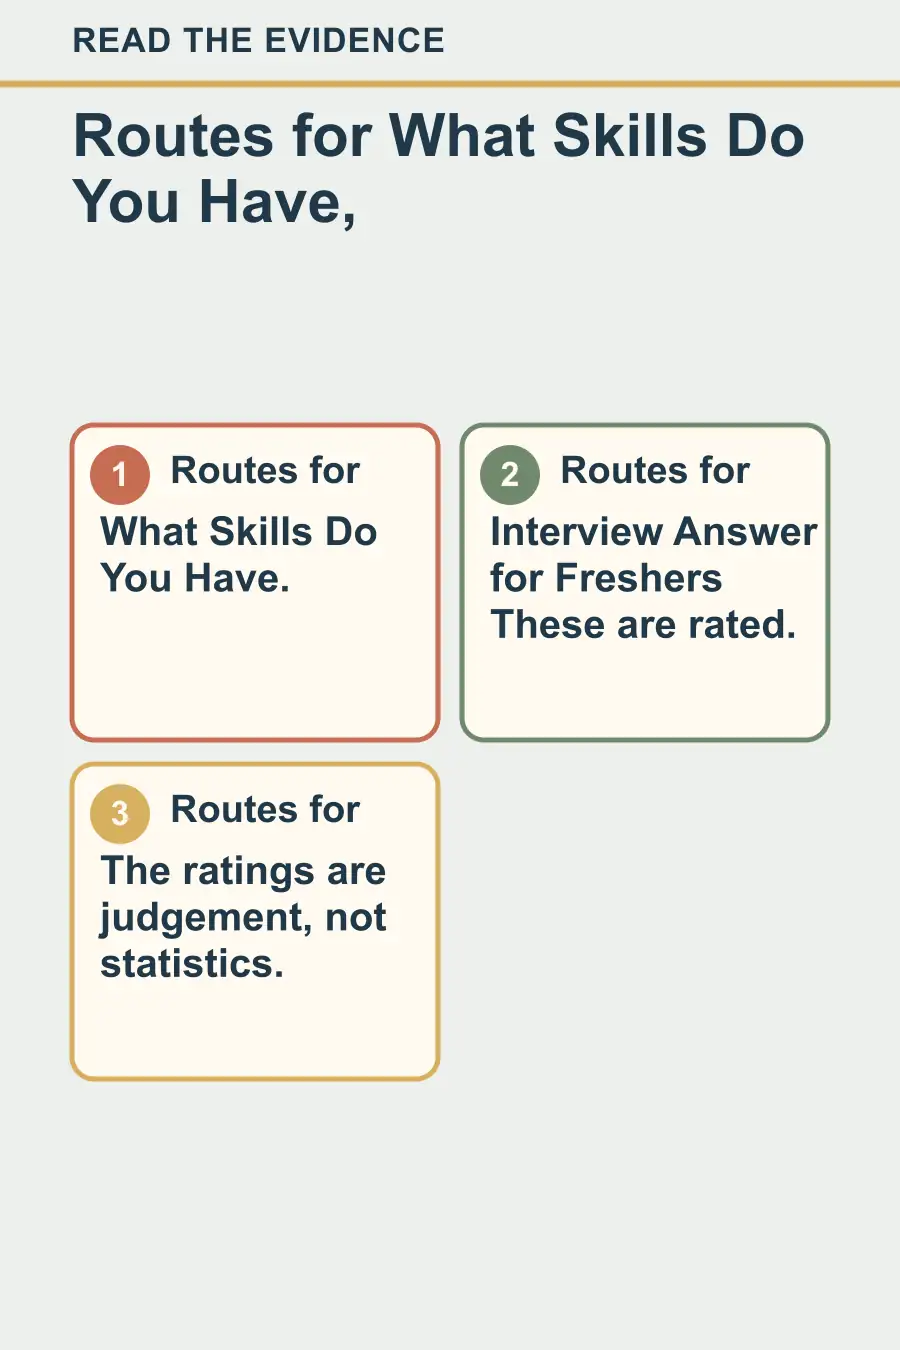 READ THE EVIDENCE
Routes for What Skills Do
You Have,
1 Routes for
What Skills Do
You Have.
2 Routes for
Interview Answer
for Freshers
These are rated.
3 Routes for
The ratings are
judgement, not
statistics.